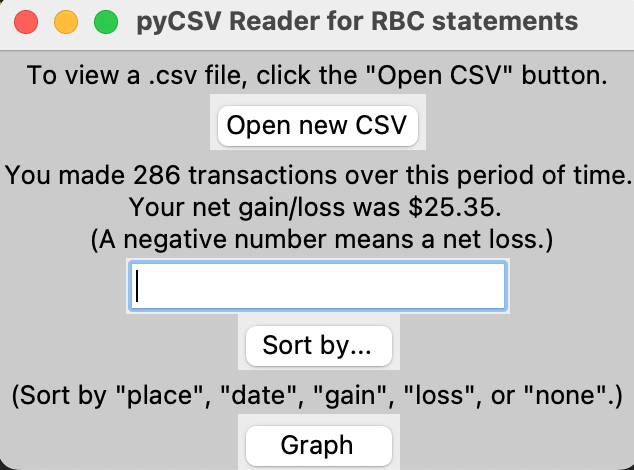 pyCSV Reader for RBC statements
To view a .csv file, click the "Open CSV" button.
Open new CSV
You made 286 transactions over this period of time.
Your net gain/loss was $25.35.
(A negative number means a net loss.)
Sort by...
(Sort by "place", "date", "gain", "loss", or "none".)
Graph